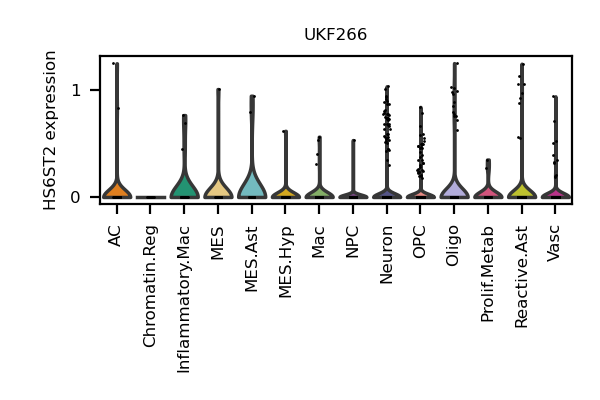 UKF266
HS6ST2 expression
1
0
AC
Chromatin.Reg
Inflammatory.Mac
MES
MES.Ast
MES.Hyp
Mac
NPC
Neuron
OPC
Oligo
Prolif.Metab
Reactive.Ast
Vasc